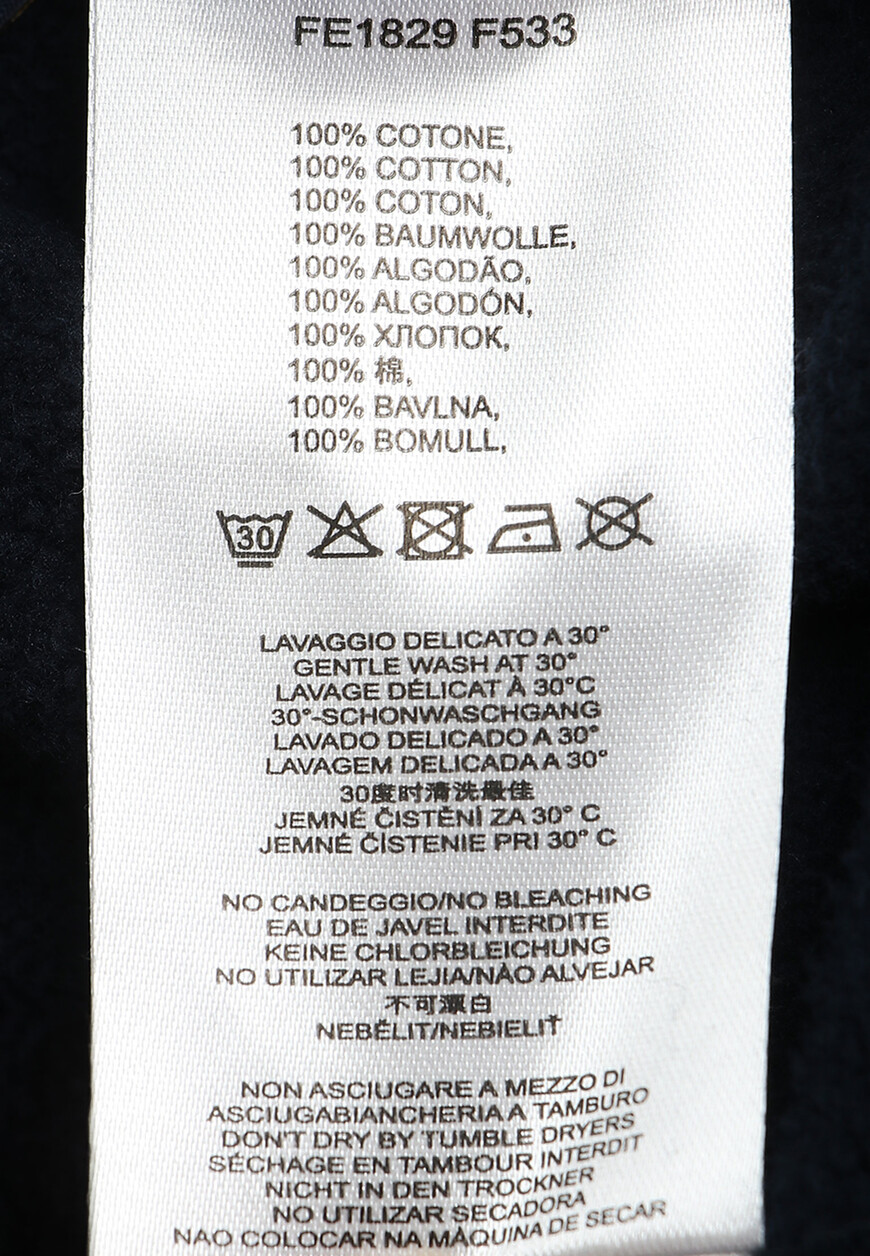 FE1829 F533
100% COTONE,
100% COTTON,
100% COTON,
100% BAUMWOLLE,
100% ALGODÃO,
100% ALGODÓN,
100% ХЛОПОК,
100% 棉,
100% BAVLNA,
100% BOMULL,
30
LAVAGGIO DELICATO A 30°
GENTLE WASH AT 30°
LAVAGE DÉLICAT À 30°C
30°-SCHONWASCHGANG
LAVADO DELICADO A 30°
LAVAGEM DELICADA A 30°
30度时清洗最佳
JEMNÉ ČISTĚNÍ ZA 30° C
JEMNÉ ČÍSTENIE PRI 30° C
NO CANDEGGIO/NO BLEACHING
EAU DE JAVEL INTERDITE
KEINE CHLORBLEICHUNG
NO UTILIZAR LEJIA/NÀO ALVEJAR
不可漂白
NEBĚLIT/NEBIELIŤ
NON ASCIUGARE A MEZZO DI
ASCIUGABIANCHERIA A TAMBURO
DON'T DRY BY TUMBLE DRYERS
SÉCHAGE EN TAMBOUR INTERDIT
NICHT IN DEN TROCKNER
NO UTILIZAR SECADORA
NAO COLOCAR NA MÀQUINA DE SECAR